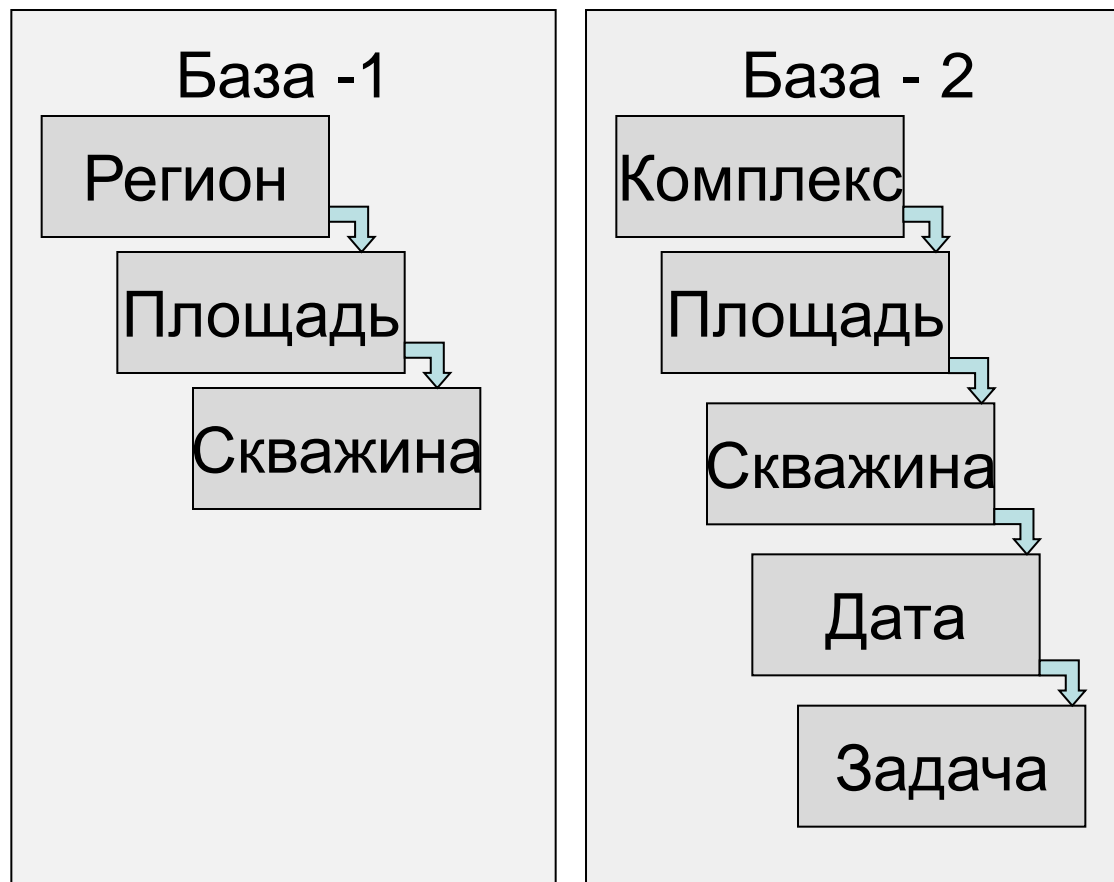 База -1
Регион
Площадь
Скважина
База - 2
Комплекс
Площадь
Скважина
Дата
Задача